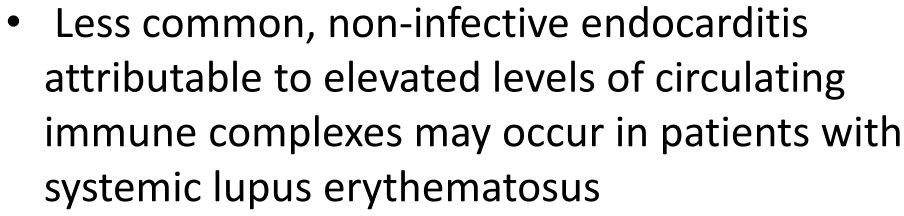 • Less common, non-infective endocarditis
attributable to elevated levels of circulating
immune complexes may occur in patients with
systemic lupus erythematosus